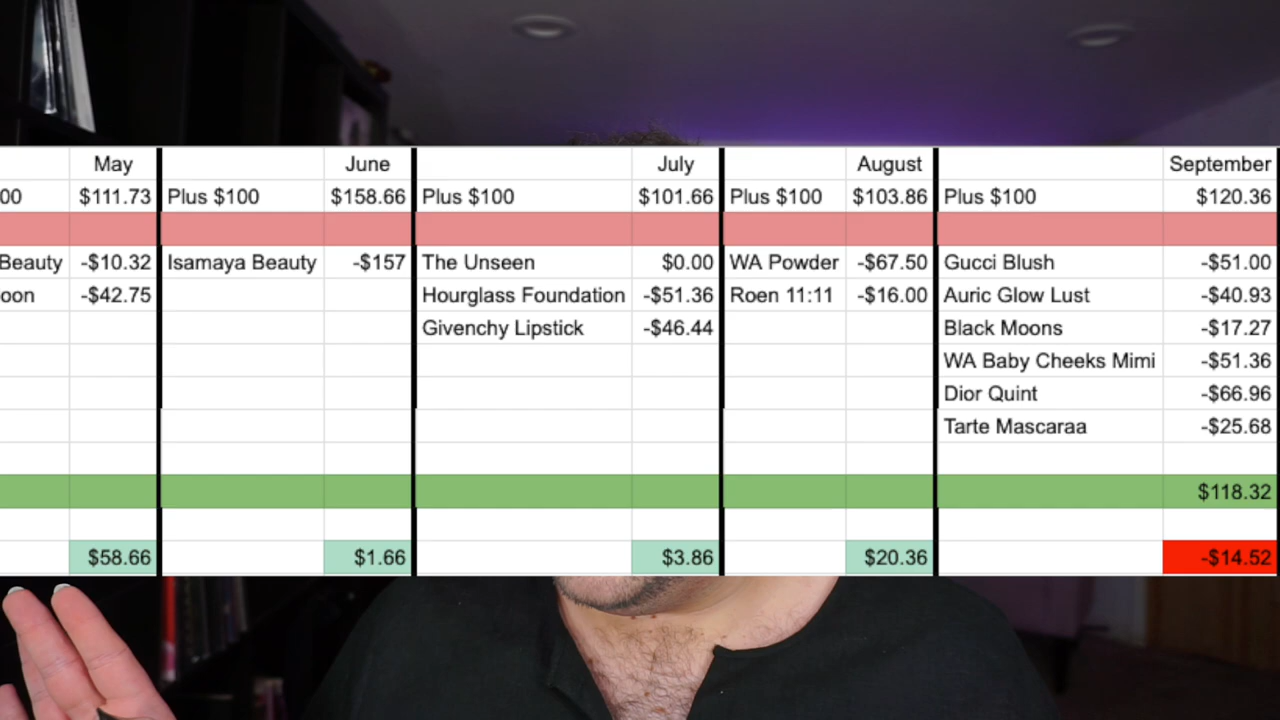 May June July August September
00 $111.73 Plus $100 $158.66 Plus $100 $101.66 Plus $100 $103.86 Plus $100 $120.36
Beauty -$10.32 Isamaya Beauty -$157 The Unseen $0.00 WA Powder -$67.50 Gucci Blush -$51.00
oon -$42.75 Hourglass Foundation -$51.36 Roen 11:11 -$16.00 Auric Glow Lust -$40.93
Givenchy Lipstick -$46.44 Black Moons -$17.27
WA Baby Cheeks Mimi -$51.36
Dior Quint -$66.96
Tarte Mascaraa -$25.68
$118.32
$58.66 $1.66 $3.86 $20.36 -$14.52